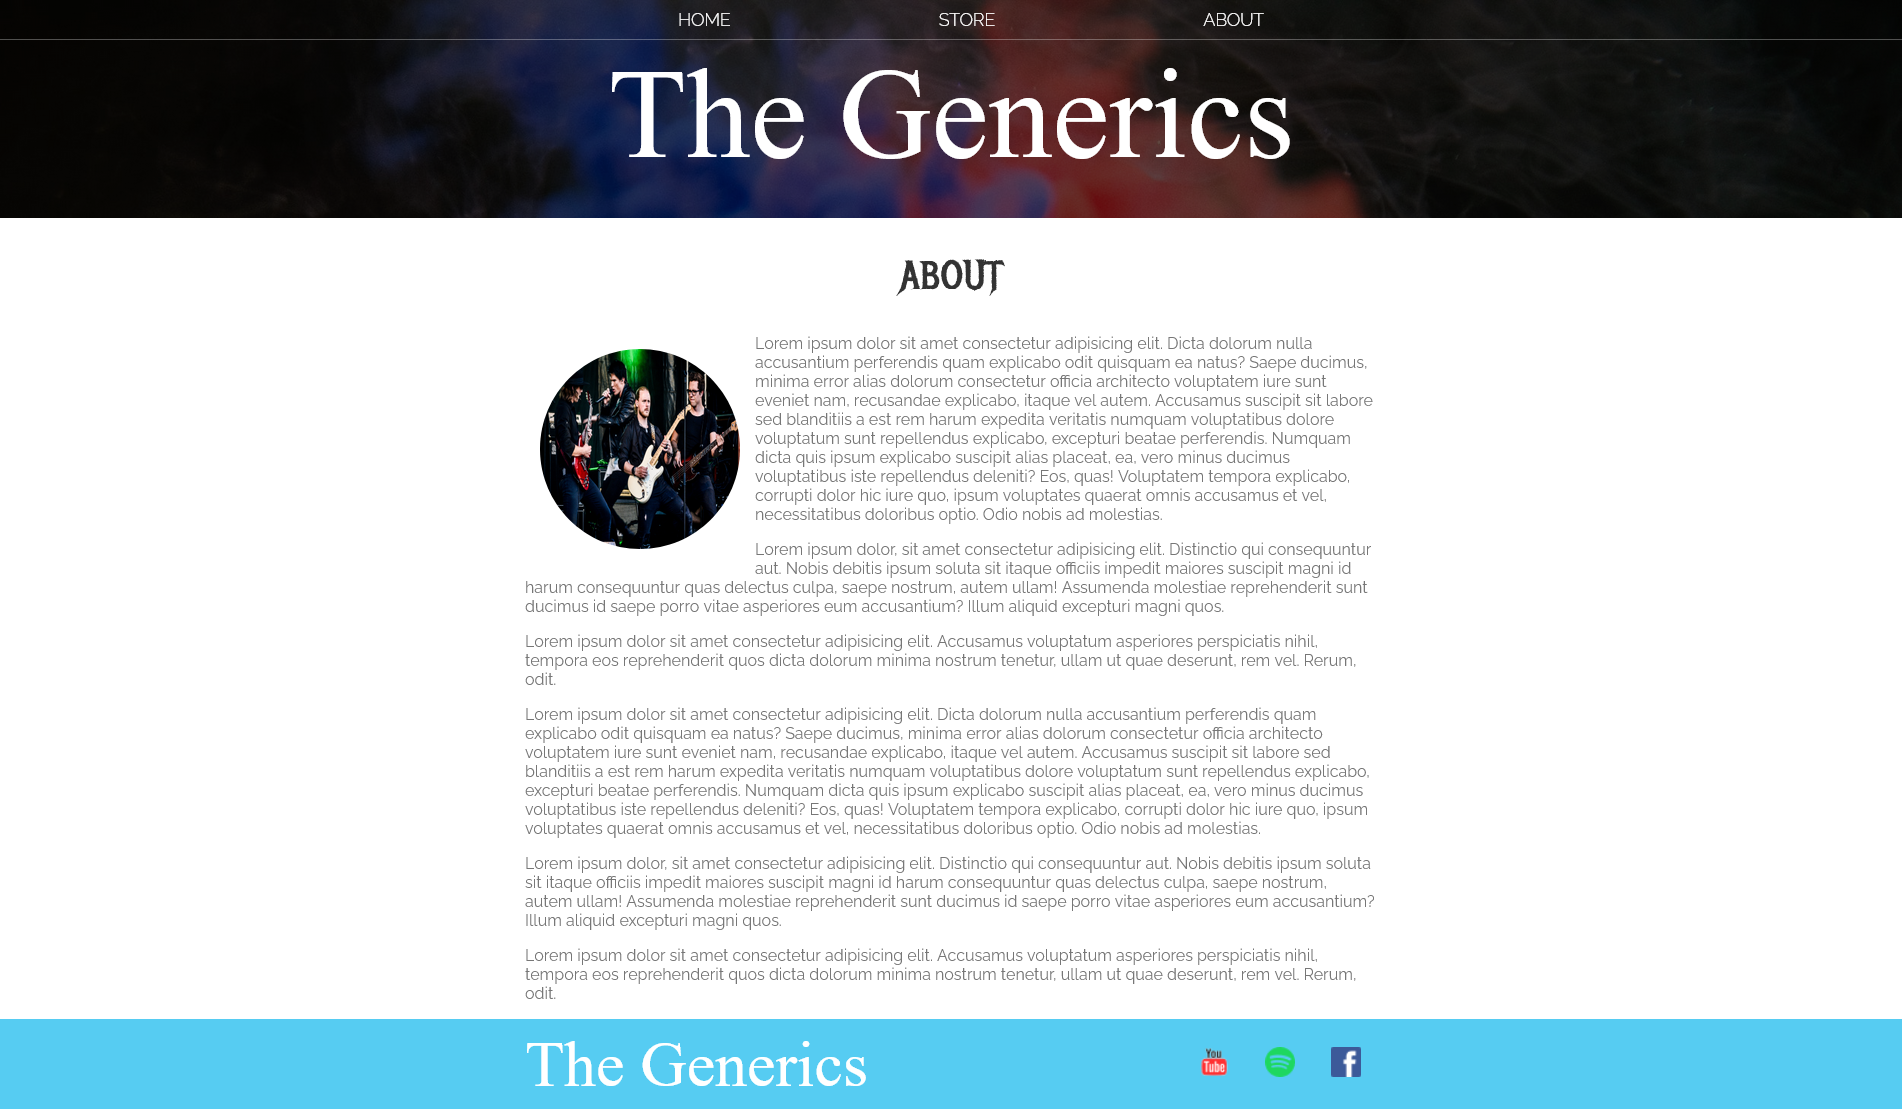 HOME STORE ABOUT
The Generics
ABOUT
Lorem ipsum dolor sit amet consectetur adipisicing elit. Dicta dolorum nulla
accusantium perferendis quam explicabo odit quisquam ea natus? Saepe ducimus,
minima error alias dolorum consectetur officia architecto voluptatem iure sunt
eveniet nam, recusandae explicabo, itaque vel autem. Accusamus suscipit sit labore
sed blanditiis a est rem harum expedita veritatis numquam voluptatibus dolore
voluptatum sunt repellendus explicabo, excepturi beatae perferendis. Numquam
dicta quis ipsum explicabo suscipit alias placeat, ea, vero minus ducimus
voluptatibus iste repellendus deleniti? Eos, quas! Voluptatem tempora explicabo,
corrupti dolor hic iure quo, ipsum voluptates quaerat omnis accusamus et vel,
necessitatibus doloribus optio. Odio nobis ad molestias.
Lorem ipsum dolor, sit amet consectetur adipisicing elit. Distinctio qui consequuntur
aut. Nobis debitis ipsum soluta sit itaque officiis impedit maiores suscipit magni id
harum consequuntur quas delectus culpa, saepe nostrum, autem ullam! Assumenda molestiae reprehenderit sunt
ducimus id saepe porro vitae asperiores eum accusantium? Illum aliquid excepturi magni quos.
Lorem ipsum dolor sit amet consectetur adipisicing elit. Accusamus voluptatum asperiores perspiciatis nihil,
tempora eos reprehenderit quos dicta dolorum minima nostrum tenetur, ullam ut quae deserunt, rem vel. Rerum,
odit.
Lorem ipsum dolor sit amet consectetur adipisicing elit. Dicta dolorum nulla accusantium perferendis quam
explicabo odit quisquam ea natus? Saepe ducimus, minima error alias dolorum consectetur officia architecto
voluptatem iure sunt eveniet nam, recusandae explicabo, itaque vel autem. Accusamus suscipit sit labore sed
blanditiis a est rem harum expedita veritatis numquam voluptatibus dolore voluptatum sunt repellendus explicabo,
excepturi beatae perferendis. Numquam dicta quis ipsum explicabo suscipit alias placeat, ea, vero minus ducimus
voluptatibus iste repellendus deleniti? Eos, quas! Voluptatem tempora explicabo, corrupti dolor hic iure quo, ipsum
voluptates quaerat omnis accusamus et vel, necessitatibus doloribus optio. Odio nobis ad molestias.
Lorem ipsum dolor, sit amet consectetur adipisicing elit. Distinctio qui consequuntur aut. Nobis debitis ipsum soluta
sit itaque officiis impedit maiores suscipit magni id harum consequuntur quas delectus culpa, saepe nostrum,
autem ullam! Assumenda molestiae reprehenderit sunt ducimus id saepe porro vitae asperiores eum accusantium?
Illum aliquid excepturi magni quos.
Lorem ipsum dolor sit amet consectetur adipisicing elit. Accusamus voluptatum asperiores perspiciatis nihil,
tempora eos reprehenderit quos dicta dolorum minima nostrum tenetur, ullam ut quae deserunt, rem vel. Rerum,
odit.
The Generics
You
Tube
f